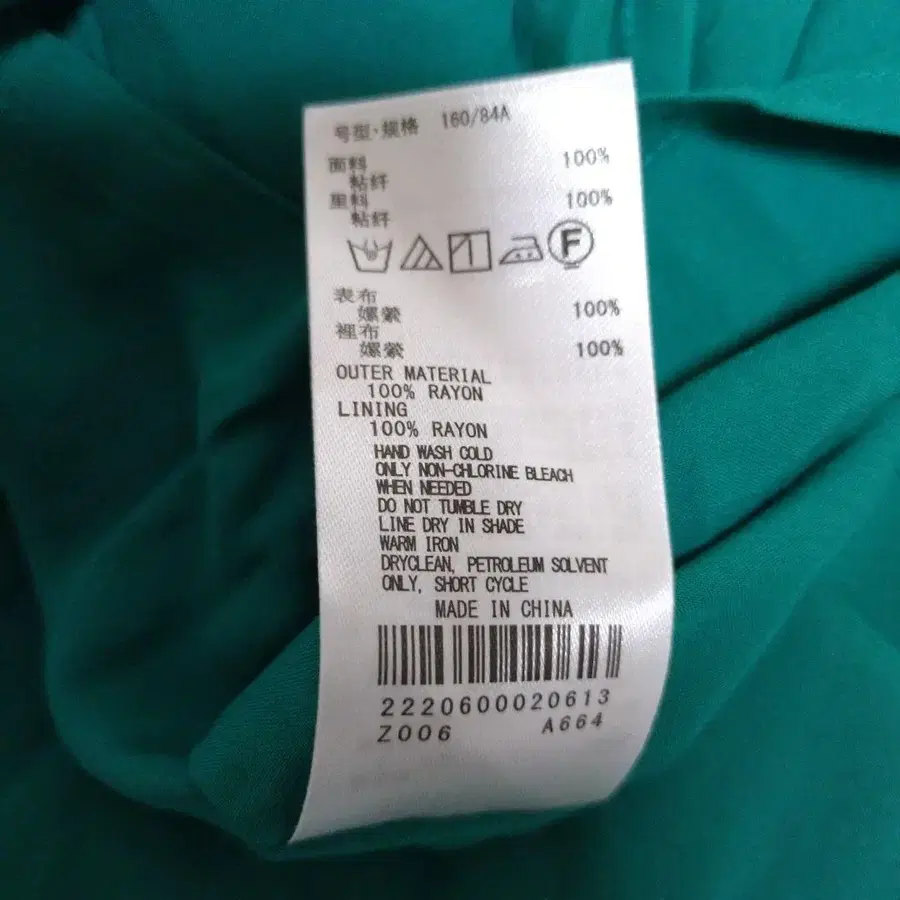 号型·规格 160/84A
面料 100%
粘纤
里料 100%
粘纤
F
表布 100%
嫘縈
裡布 100%
嫘縈
OUTER MATERIAL
100% RAYON
LINING
100% RAYON
HAND WASH COLD
ONLY NON-CHLORINE BLEACH
WHEN NEEDED
DO NOT TUMBLE DRY
LINE DRY IN SHADE
WARM IRON
DRYCLEAN, PETROLEUM SOLVENT
ONLY, SHORT CYCLE
MADE IN CHINA
2220600020613
Z006 A664